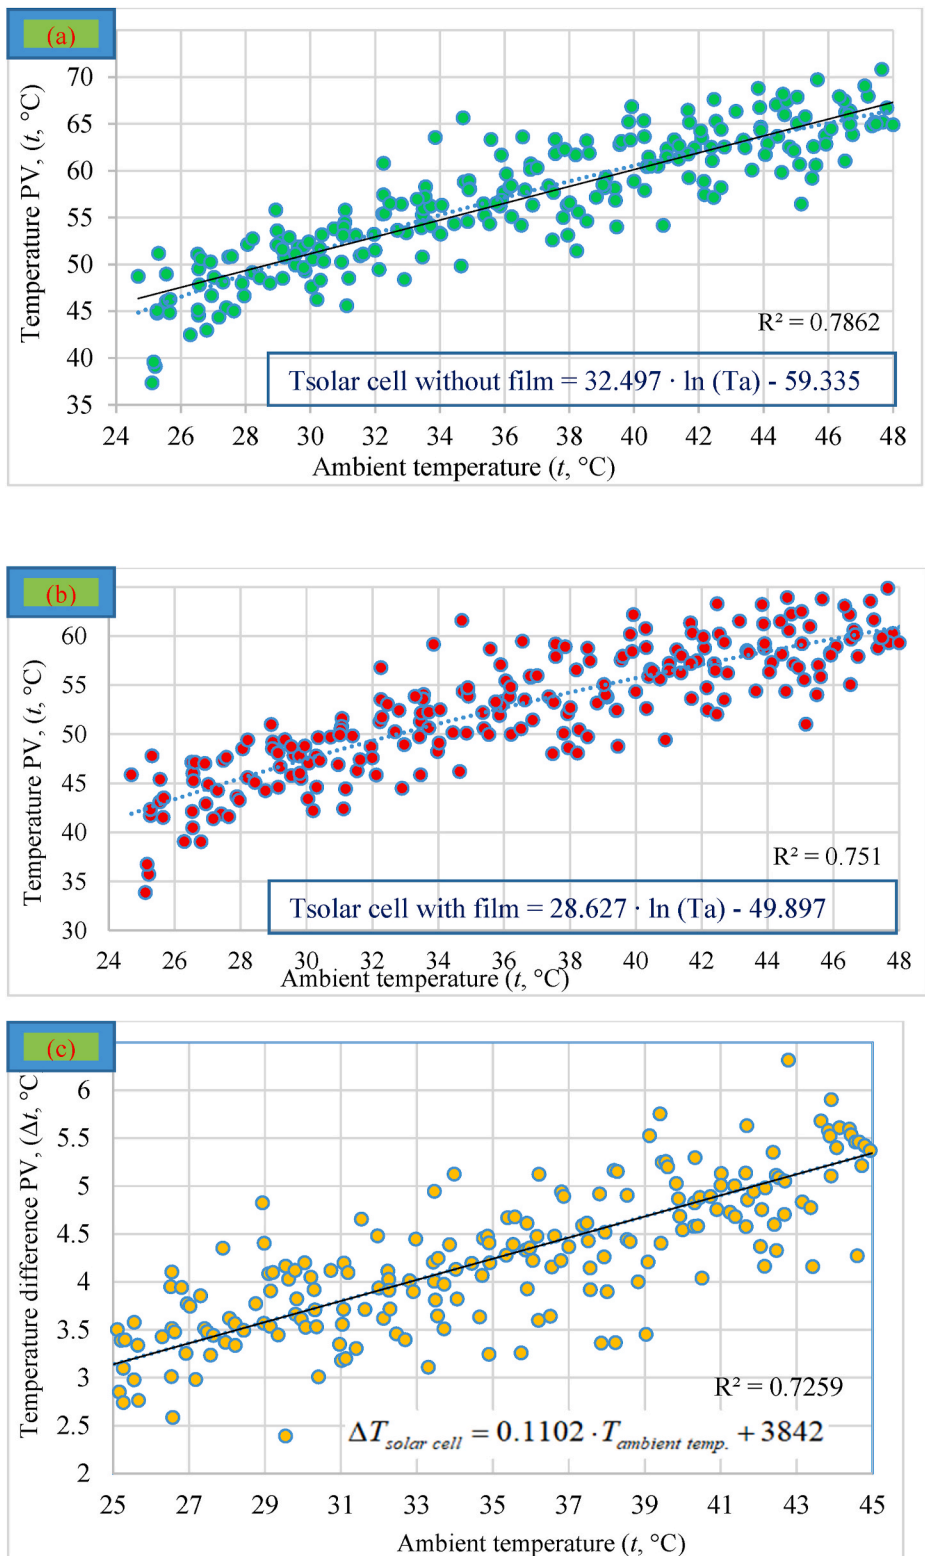 (a)
Temperature PV, (t, °C)
70
65
60
55
50
45
40
35
R² = 0.7862
Tsolar cell without film = 32.497 · ln (Ta) - 59.335
24 26 28 30 32 34 36 38 40 42 44 46 48
Ambient temperature (t, °C)
(b)
Temperature PV, (t, °C)
60
55
50
45
40
35
30
R² = 0.751
Tsolar cell with film = 28.627 · ln (Ta) - 49.897
24 26 28 30 32 34 36 38 40 42 44 46 48
Ambient temperature (t, °C)
(c)
Temperature difference PV, (Δt, °C
6
5.5
5
4.5
4
3.5
3
2.5
2
R² = 0.7259
ΔTsolar cell = 0.1102 · Tambient temp. + 3842
25 27 29 31 33 35 37 39 41 43 45
Ambient temperature (t, °C)